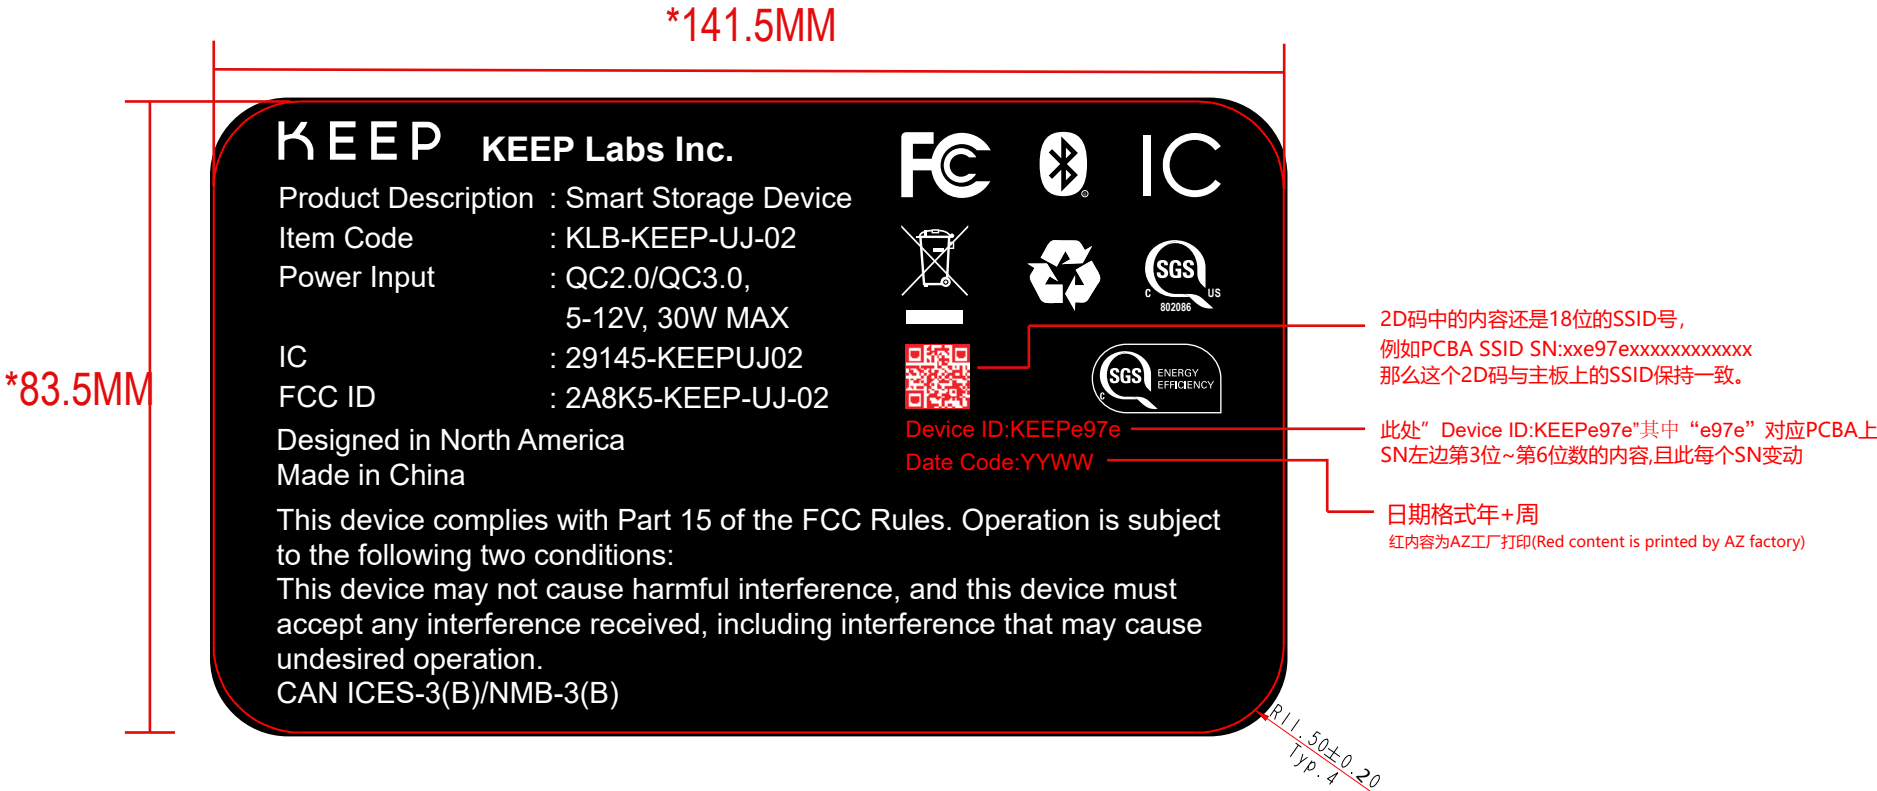 *141.5MM
*83.5MM
KEEP KEEP Labs Inc.
Product Description : Smart Storage Device
Item Code : KLB-KEEP-UJ-02
Power Input : QC2.0/QC3.0,
5-12V, 30W MAX
IC : 29145-KEEPUJ02
FCC ID : 2A8K5-KEEP-UJ-02
Designed in North America
Made in China
This device complies with Part 15 of the FCC Rules. Operation is subject
to the following two conditions:
This device may not cause harmful interference, and this device must
accept any interference received, including interference that may cause
undesired operation.
CAN ICES-3(B)/NMB-3(B)
FC IC
SGS
C US
802086
SGS ENERGY
EFFICIENCY
C
Device ID:KEEPe97e
Date Code:YYWW
2D码中的内容还是18位的SSID号，
例如PCBA SSID SN:xxe97exxxxxxxxxxxx
那么这个2D码与主板上的SSID保持一致。
此处” Device ID:KEEPe97e”其中“e97e”对应PCBA上
SN左边第3位~第6位数的内容,且此每个SN变动
日期格式年+周
红内容为AZ工厂打印(Red content is printed by AZ factory)
R11.50±0.20
Typ.4